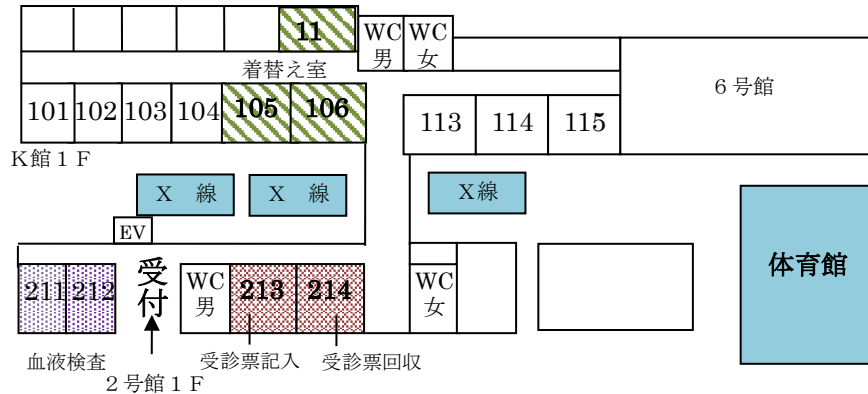 11
WC 男
WC 女
着替え室
101
102
103
104
105
106
113
114
115
6号館
K館1F
X 線
X 線
X線
EV
体育館
211
212
受付
WC 男
213
214
WC 女
血液検査
受診票記入
受診票回収
2号館1F